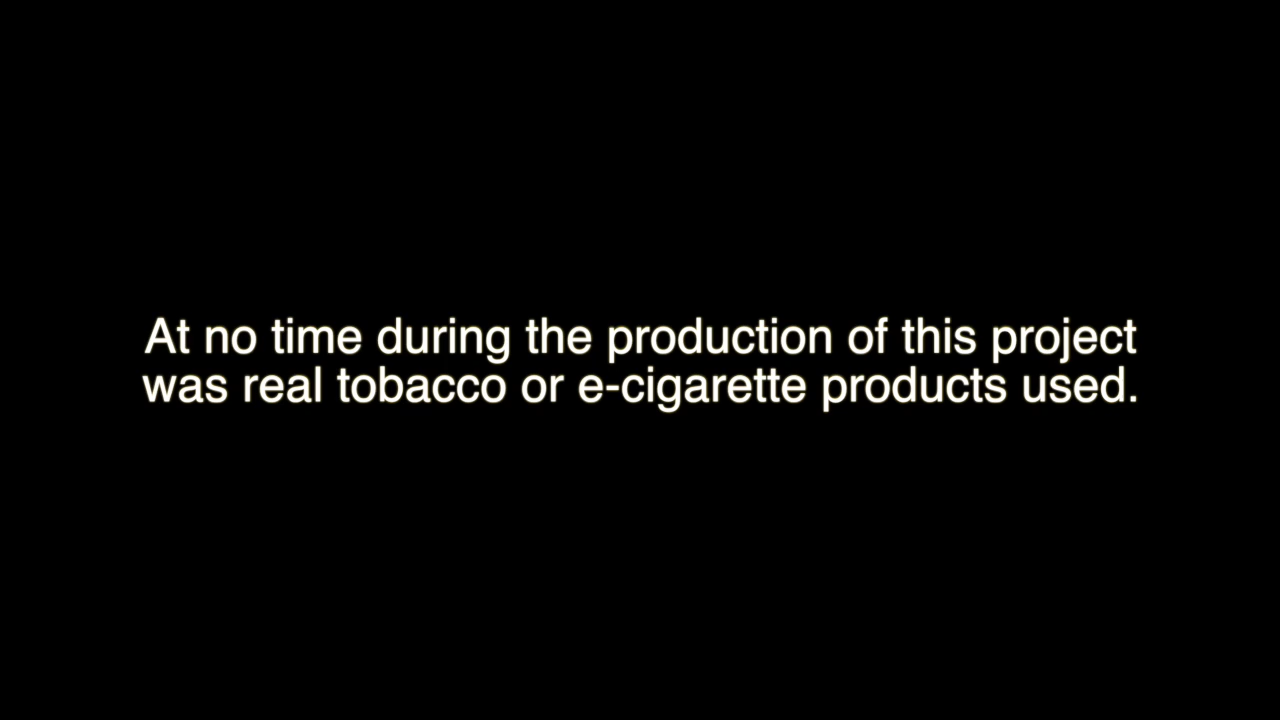 At no time during the production of this project
was real tobacco or e-cigarette products used.